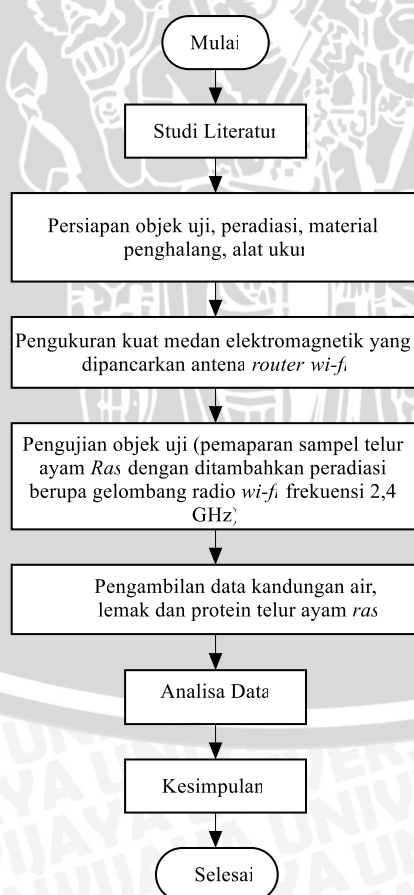 Mulai
Studi Literatur
Persiapan objek uji, peradiasi, material
penghalang, alat ukur
Pengukuran kuat medan elektromagnetik yang
dipancarkan antena router wi-fi
Pengujian objek uji (pemaparan sampel telur
ayam Ras dengan ditambahkan peradiasi
berupa gelombang radio wi-fi frekuensi 2,4
GHz)
Pengambilan data kandungan air,
lemak dan protein telur ayam ras
Analisa Data
Kesimpulan
Selesai